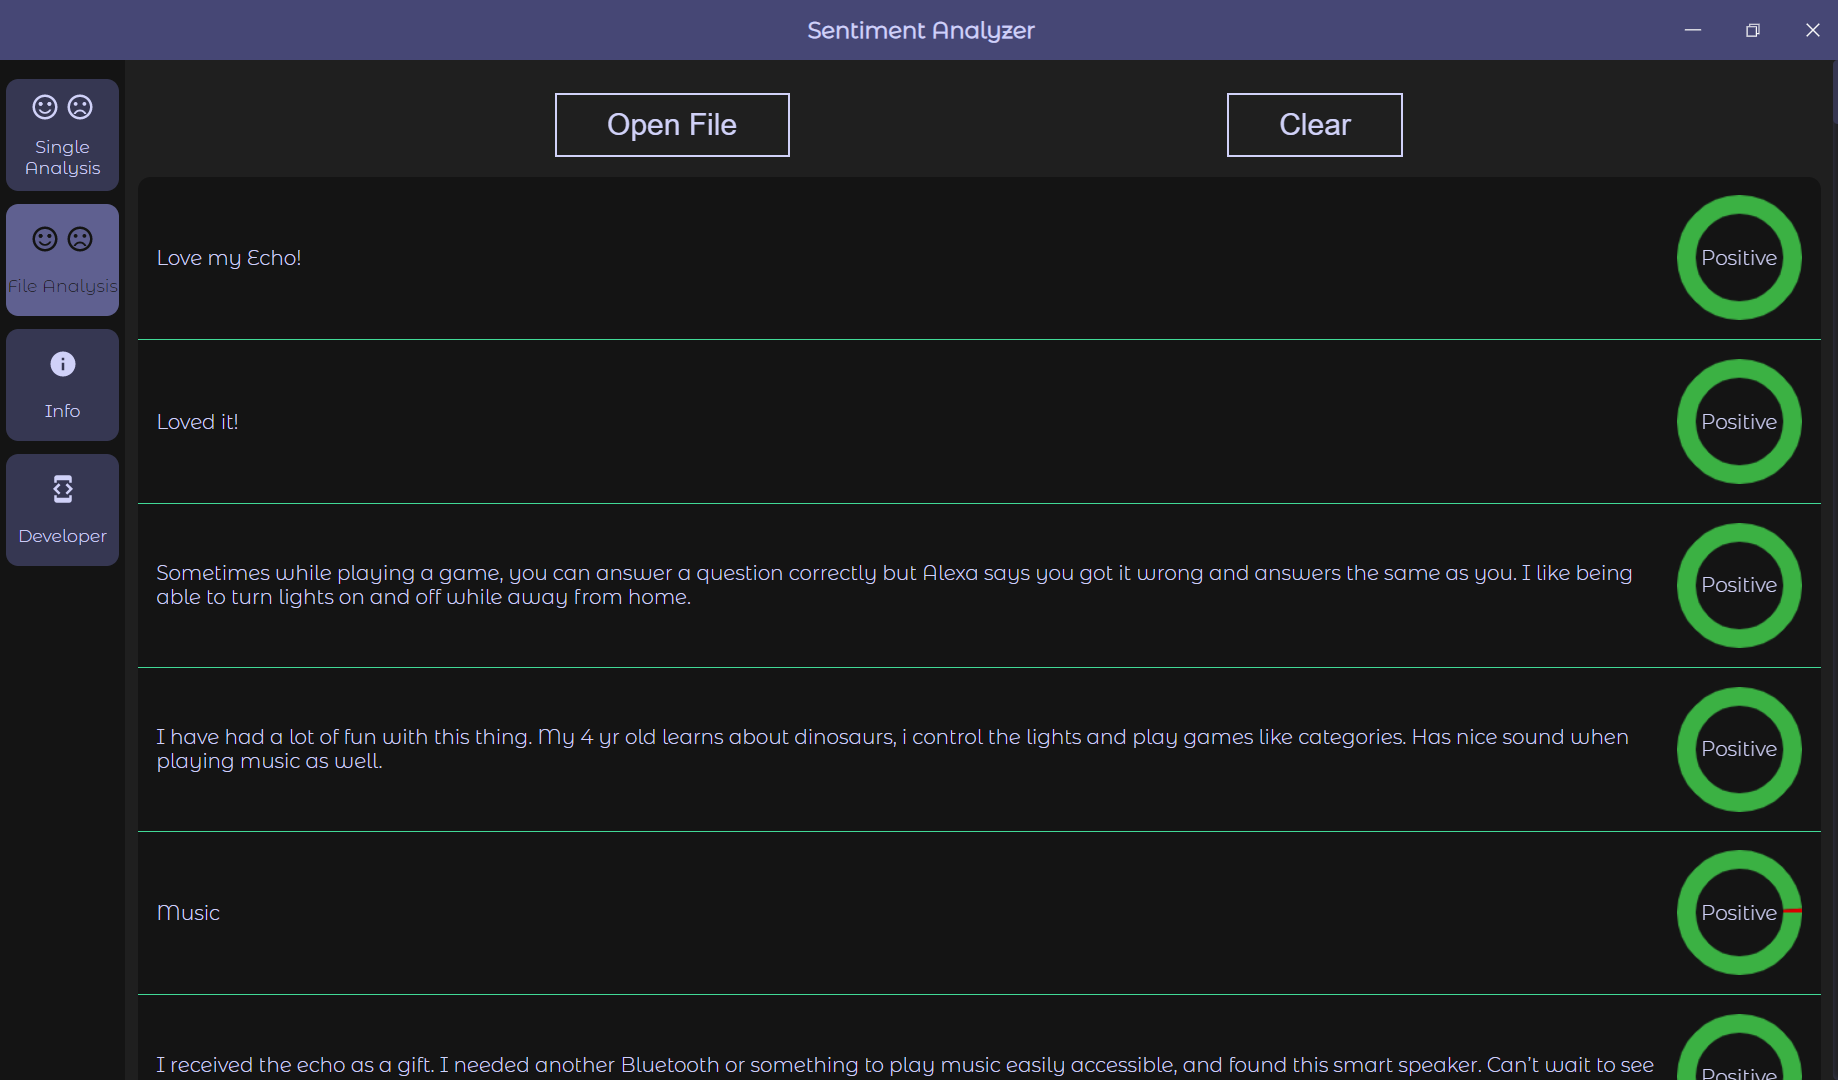 Sentiment Analyzer
Single
Analysis
File Analysis
Info
Developer
Open File
Clear
Love my Echo!
Positive
Loved it!
Positive
Sometimes while playing a game, you can answer a question correctly but Alexa says you got it wrong and answers the same as you. I like being
able to turn lights on and off while away from home.
Positive
I have had a lot of fun with this thing. My 4 yr old learns about dinosaurs, i control the lights and play games like categories. Has nice sound when
playing music as well.
Positive
Music
Positive
I received the echo as a gift. I needed another Bluetooth or something to play music easily accessible, and found this smart speaker. Can't wait to see
Positive